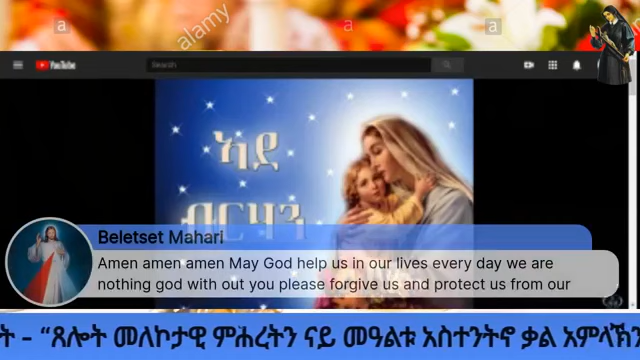 a
alamy
a
a
YouTube
Search
ኣደ
ብርሃን
Beletset Mahari
Amen amen amen May God help us in our lives every day we are
nothing god with out you please forgive us and protect us from our
ት - “ጸሎት መለኮታዊ ምሕረትን ናይ መዓልቱ አስተንትኖ ቃል አምላኽን